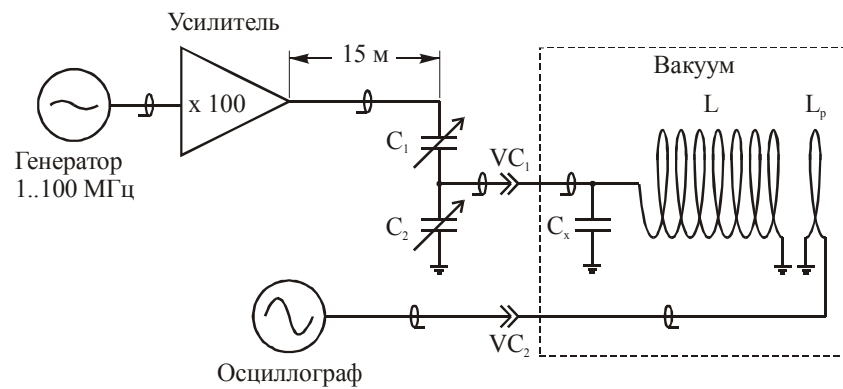 Усилитель
15 м
Вакуум
x 100
L
Lp
C1
VC1
Генератор
1..100 МГц
C2
Cx
VC2
Осциллограф